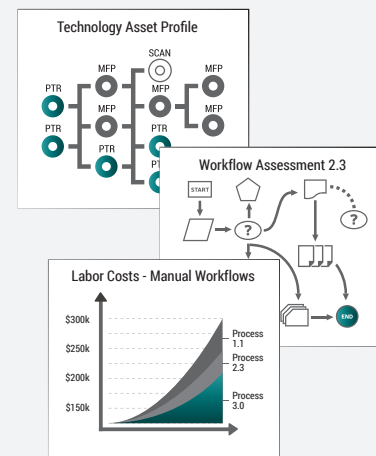 Technology Asset Profile
SCAN
MFP
MFP
PTR
MFP
MFP
MFP
PTR
PTR
PTR
Workflow Assessment 2.3
START
?
?
END
Labor Costs - Manual Workflows
$300k
$250k
$200k
$150k
Process
1.1
Process
2.3
Process
3.0